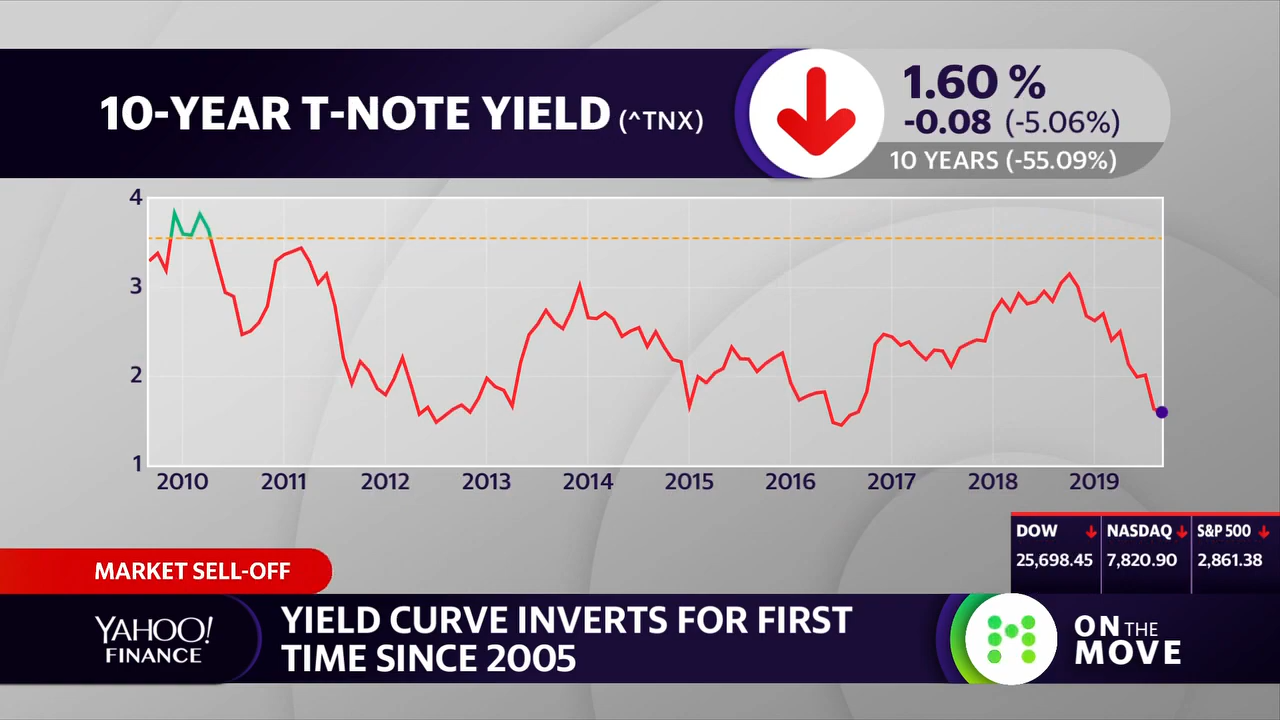 10-YEAR T-NOTE YIELD (^TNX)
1.60 %
-0.08 (-5.06%)
10 YEARS (-55.09%)
4
3
2
1
2010 2011 2012 2013 2014 2015 2016 2017 2018 2019
DOW NASDAQ S&P 500
25,698.45 7,820.90 2,861.38
MARKET SELL-OFF
YAHOO!
FINANCE
YIELD CURVE INVERTS FOR FIRST
TIME SINCE 2005
ON THE
MOVE